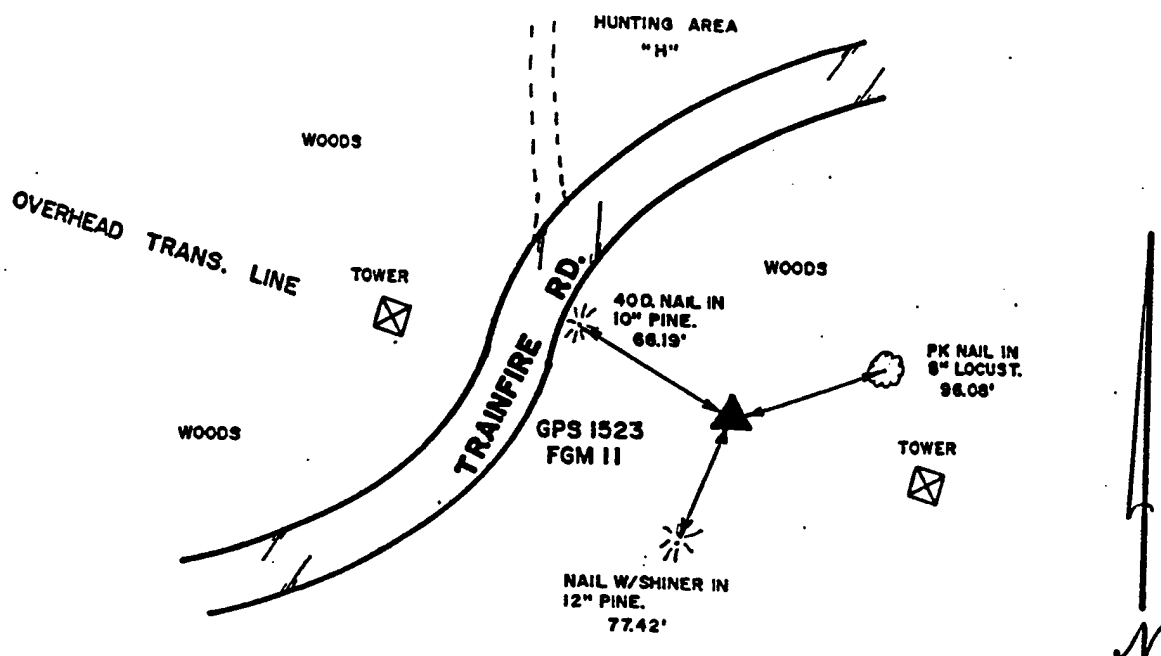 HUNTING AREA
"H"
WOODS
OVERHEAD TRANS. LINE
TOWER
WOODS
TRAINFIRE RD.
40D. NAIL IN
10" PINE.
66.19'
PK NAIL IN
8" LOCUST.
96.08'
WOODS
GPS 1523
FGM 11
TOWER
NAIL W/SHINER IN
12" PINE.
77.42'
N